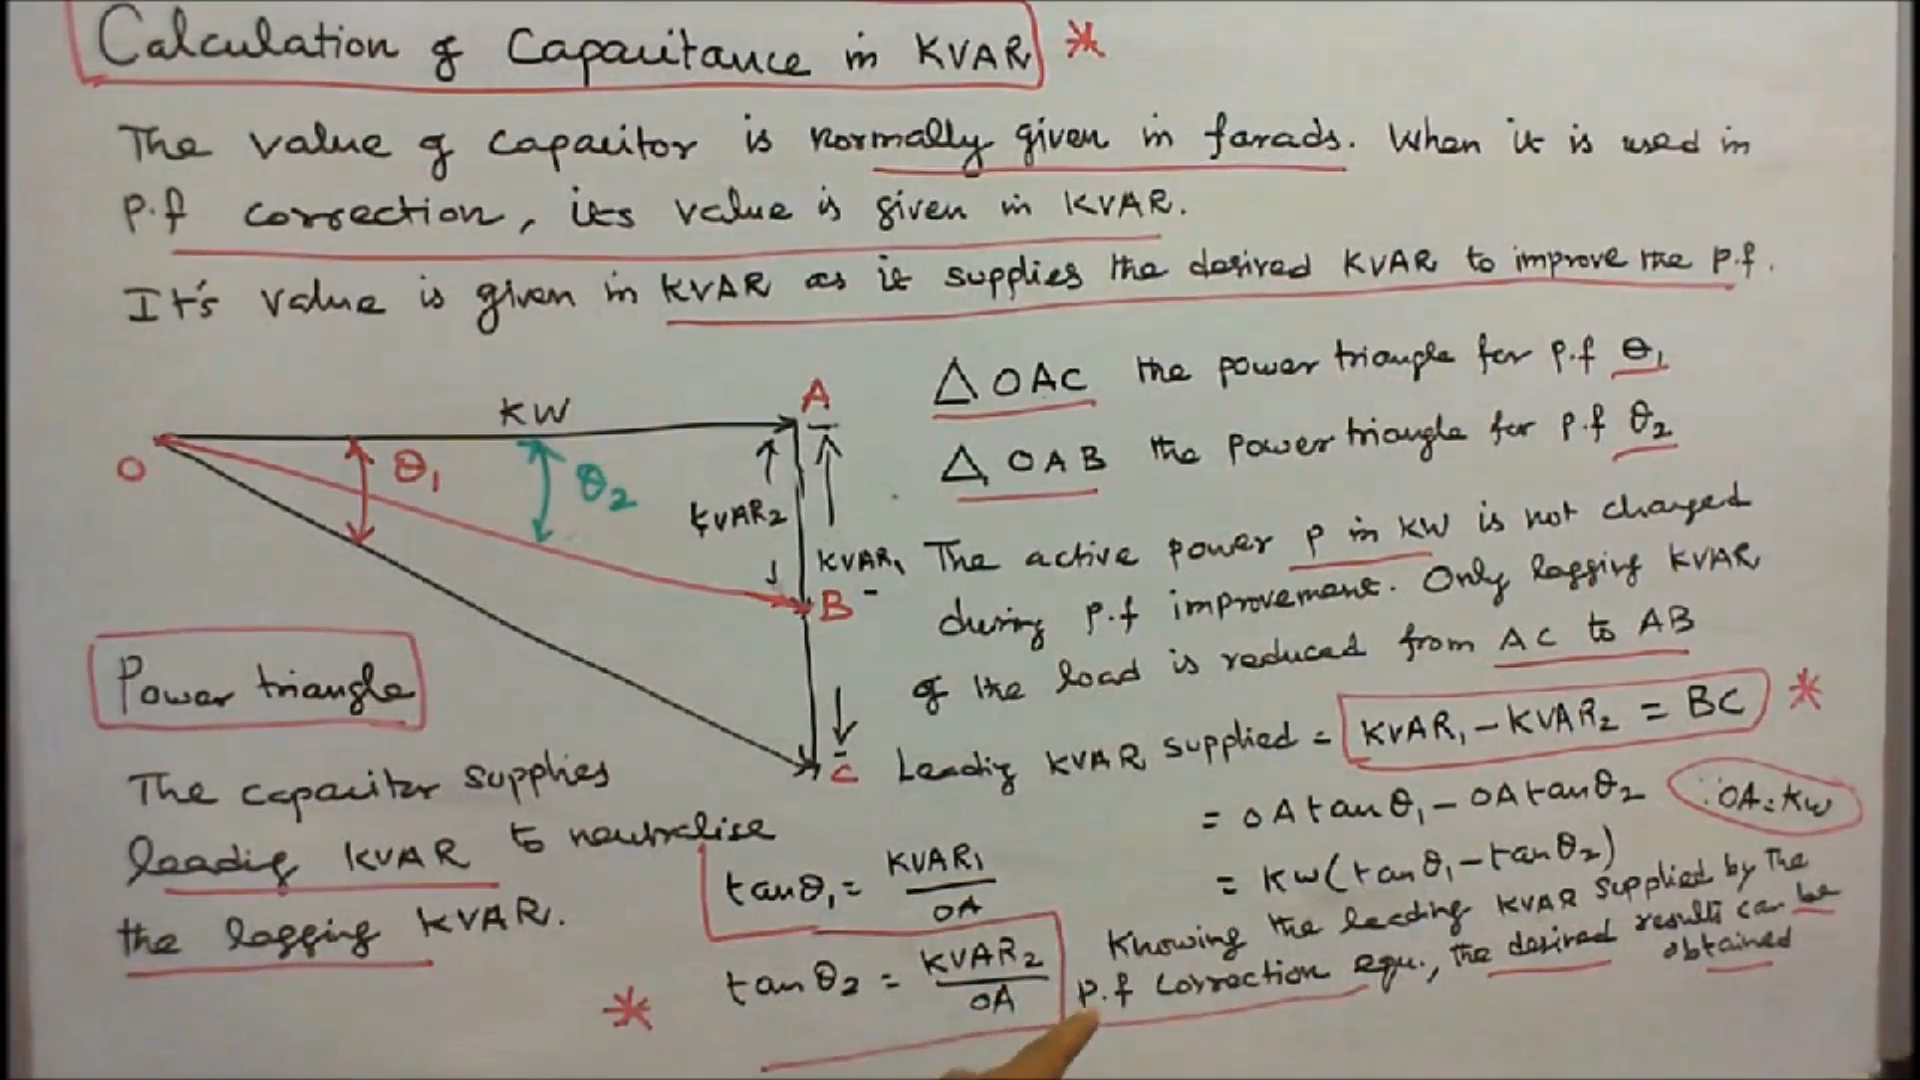 Calculation of Capacitance in KVAR *
The value of capacitor is normally given in farads. When it is used in
p.f correction, its value is given in KVAR.
It's value is given in KVAR as it supplies the desired KVAR to improve the p.f.
KW
A
O
θ1
θ2
KVAR2
KVAR1
B
C
Power triangle
The capacitor supplies
leading KVAR to neutralise
the lagging KVAR.
△ OAC the power triangle for p.f θ1
△ OAB the power triangle for p.f θ2
The active power P in KW is not changed
during p.f improvement. Only lagging KVAR
of the load is reduced from AC to AB
Leading KVAR supplied = KVAR1 - KVAR2 = BC *
= OA tan θ1 - OA tan θ2 ∵ OA = KW
= KW (tan θ1 - tan θ2)
Knowing the leading KVAR supplied by the
p.f correction equ., the desired results can be
obtained
tan θ1 = KVAR1 / OA
tan θ2 = KVAR2 / OA
*